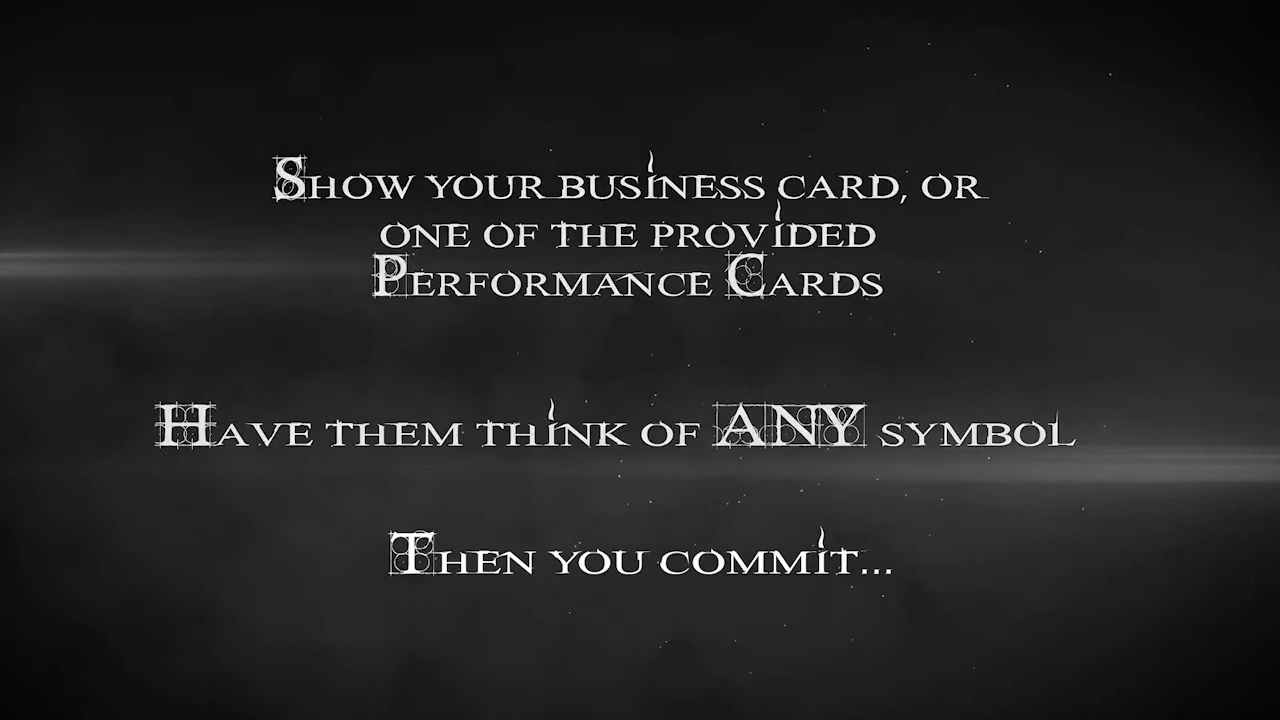 Show your business card, or
one of the provided
Performance Cards
Have them think of ANY symbol
Then you commit...